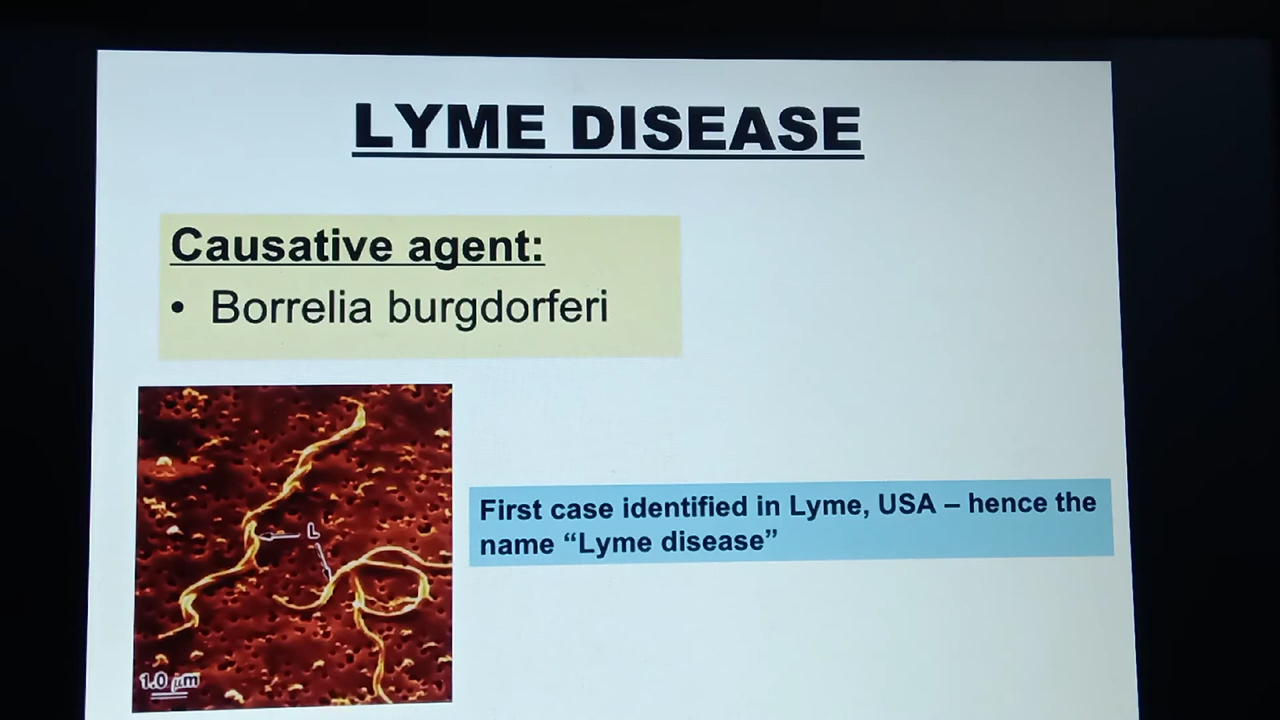 LYME DISEASE
Causative agent:
• Borrelia burgdorferi
First case identified in Lyme, USA – hence the
name “Lyme disease”
L
1.0 µm